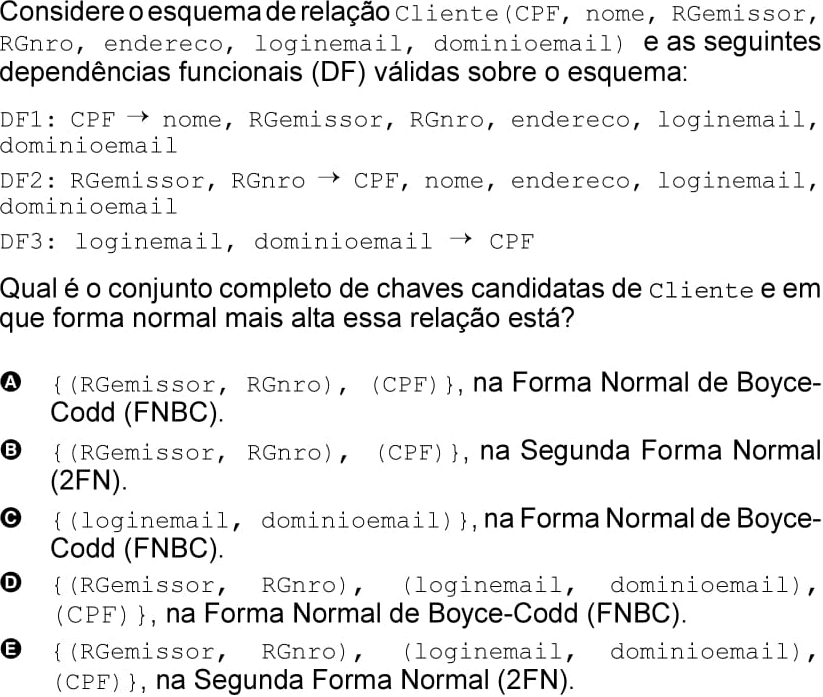 Considere o esquema de relação Cliente(CPF, nome, RGemissor,
RGnro, endereco, loginemail, dominioemail) e as seguintes
dependências funcionais (DF) válidas sobre o esquema:
DF1: CPF → nome, RGemissor, RGnro, endereco, loginemail,
dominioemail
DF2: RGemissor, RGnro → CPF, nome, endereco, loginemail,
dominioemail
DF3: loginemail, dominioemail → CPF
Qual é o conjunto completo de chaves candidatas de Cliente e em
que forma normal mais alta essa relação está?
A {(RGemissor, RGnro), (CPF)}, na Forma Normal de Boyce-
Codd (FNBC).
B {(RGemissor, RGnro), (CPF)}, na Segunda Forma Normal
(2FN).
C {(loginemail, dominioemail)}, na Forma Normal de Boyce-
Codd (FNBC).
D {(RGemissor, RGnro), (loginemail, dominioemail),
(CPF)}, na Forma Normal de Boyce-Codd (FNBC).
E {(RGemissor, RGnro), (loginemail, dominioemail),
(CPF)}, na Segunda Forma Normal (2FN).